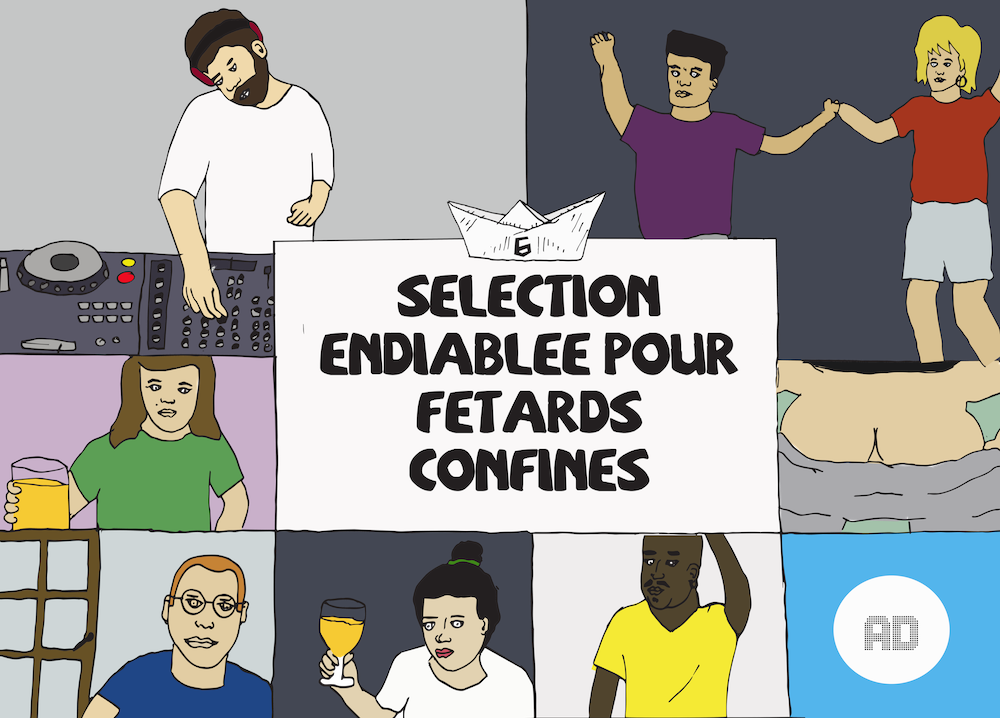 6
SELECTION
ENDIABLEE POUR
FETARDS
CONFINES
AD